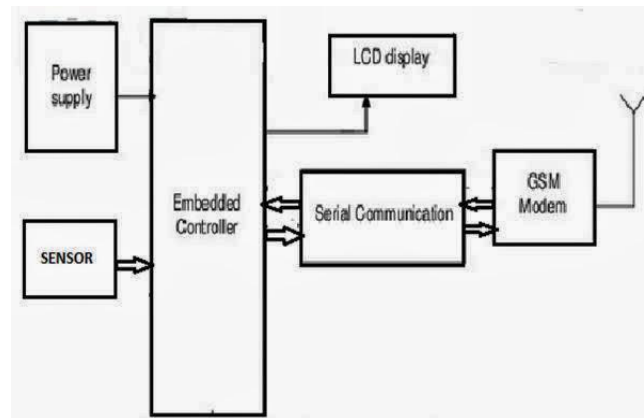 Power
supply
LCD display
Embedded
Controller
Serial Communication
GSM
Modem
SENSOR